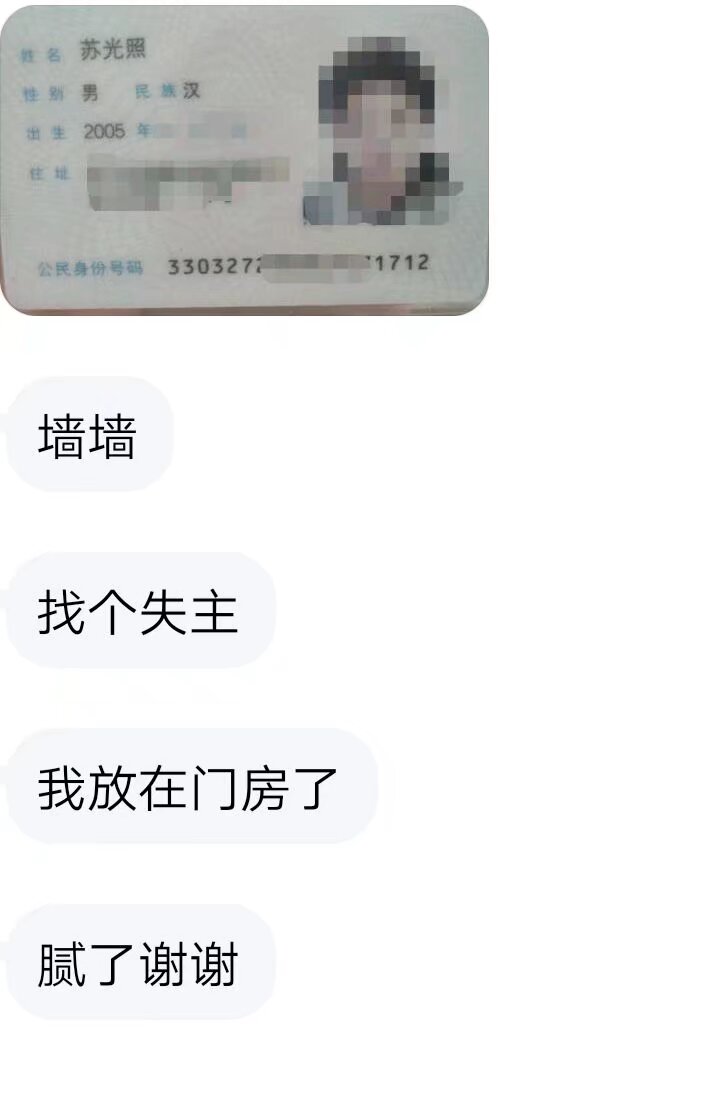 姓名 苏光照
性别 男 民族 汉
出生 2005 年
住址
公民身份号码 3303272 1712
墙墙
找个失主
我放在门房了
腻了谢谢